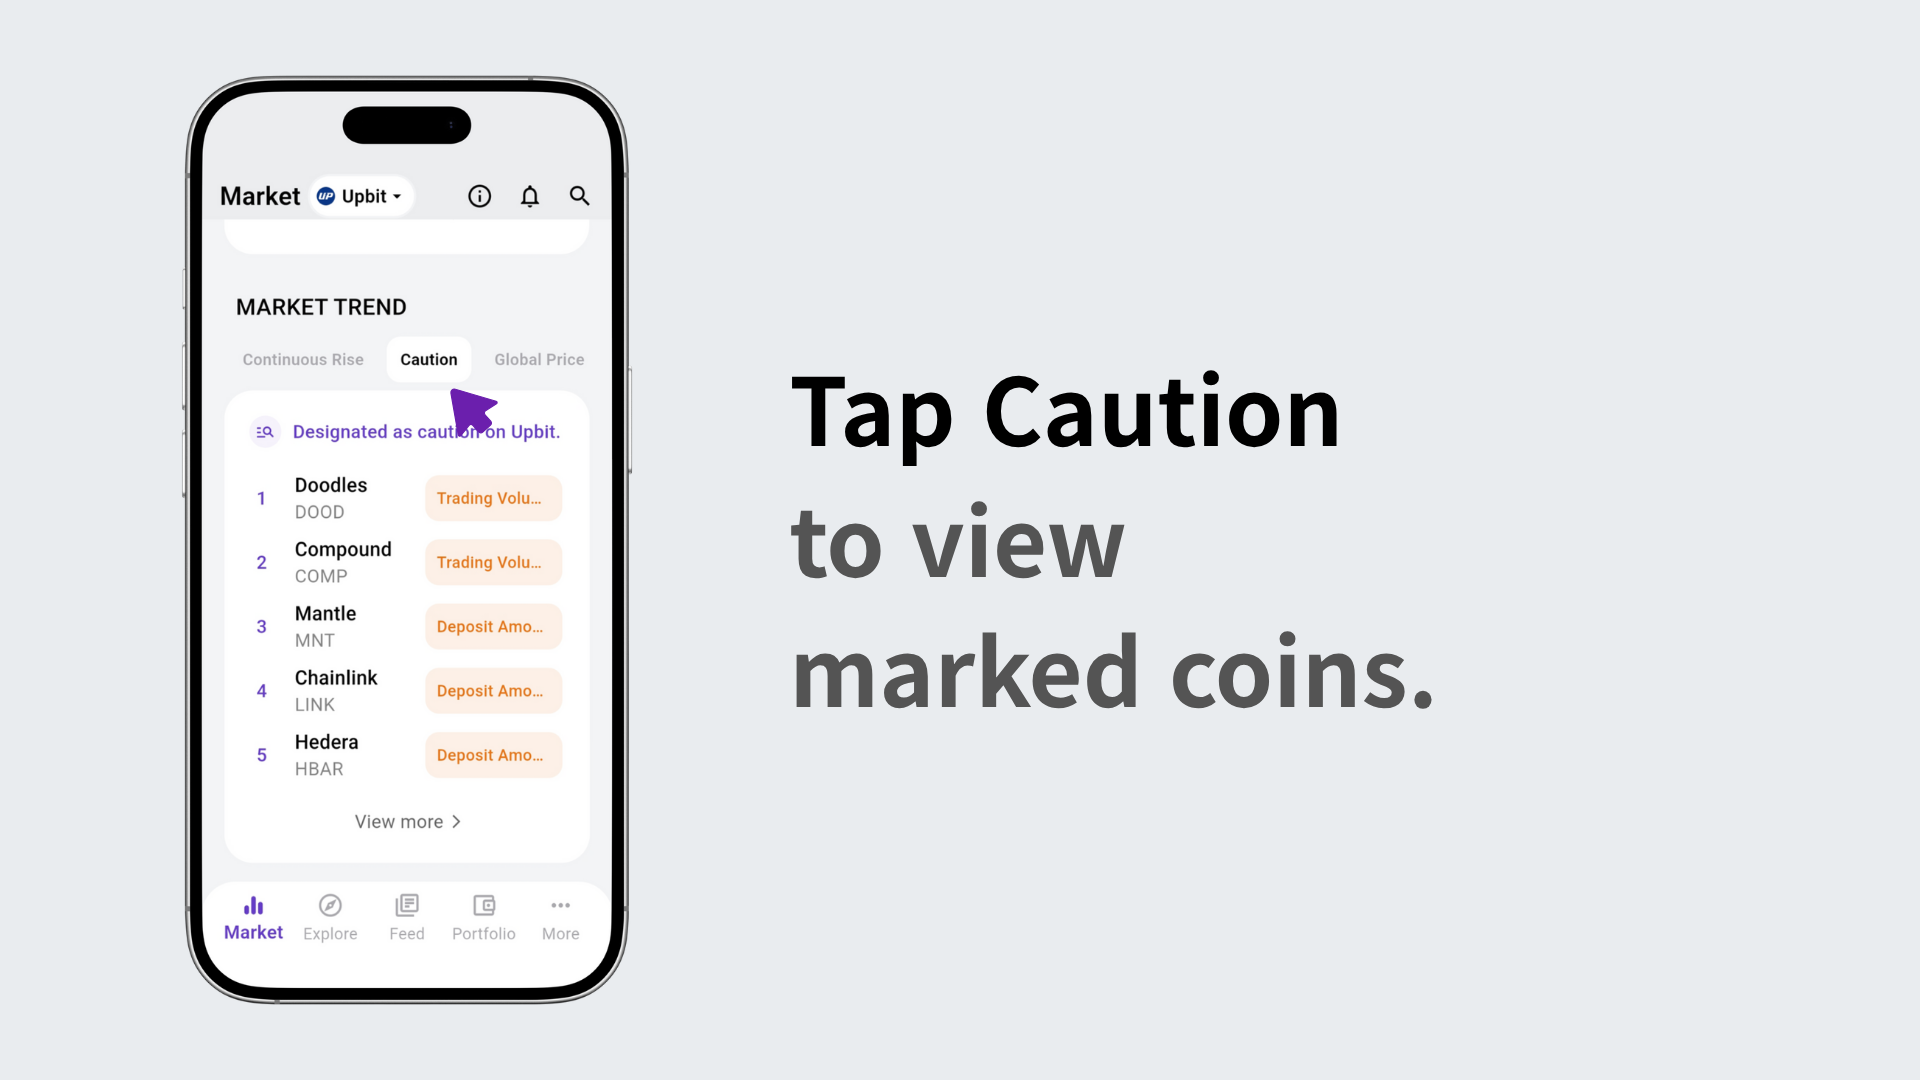 Market
UP Upbit
MARKET TREND
Continuous Rise
Caution
Global Price
Designated as caution on Upbit.
1 Doodles DOOD Trading Volu...
2 Compound COMP Trading Volu...
3 Mantle MNT Deposit Amo...
4 Chainlink LINK Deposit Amo...
5 Hedera HBAR Deposit Amo...
View more
Market
Explore
Feed
Portfolio
More
Tap Caution
to view
marked coins.